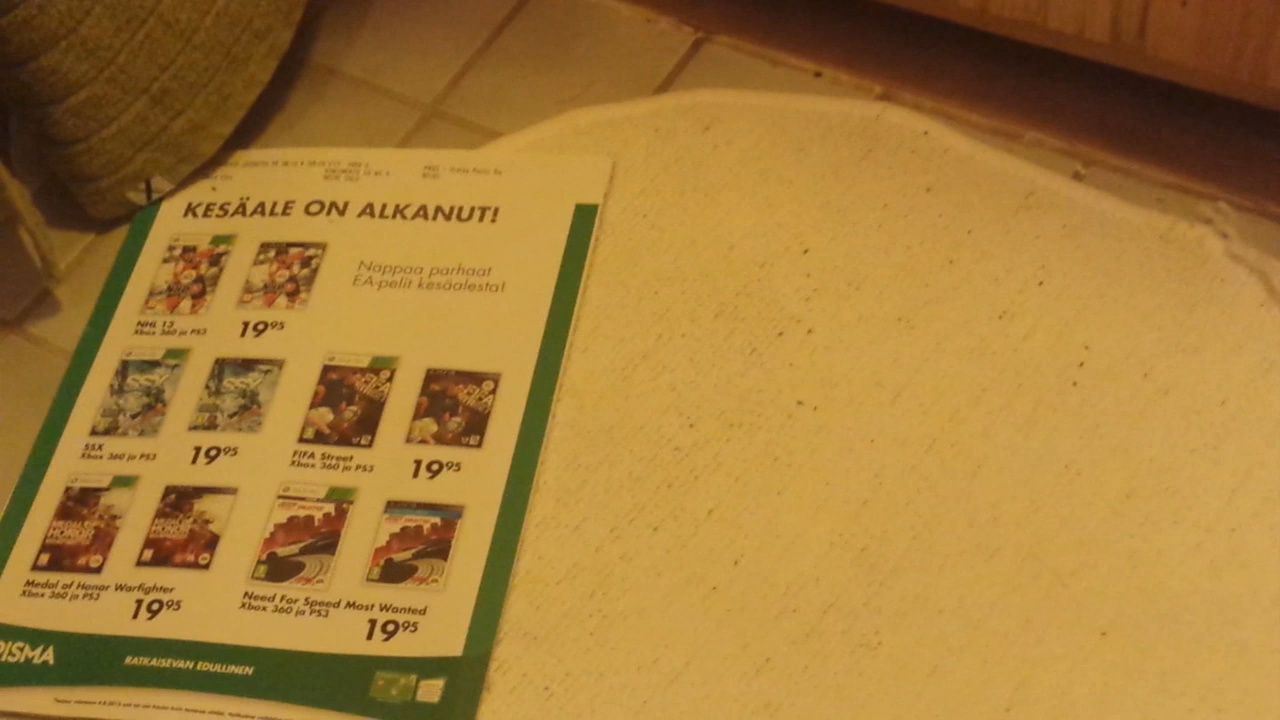 KESÄALE ON ALKANUT!
Nappaa parhaat
EA-pelit kesäalesta!
NHL 13
Xbox 360 ja PS3
19⁹⁵
SSX
Xbox 360 ja PS3
19⁹⁵
FIFA Street
Xbox 360 ja PS3
19⁹⁵
Medal of Honor Warfighter
Xbox 360 ja PS3
19⁹⁵
Need For Speed Most Wanted
Xbox 360 ja PS3
19⁹⁵
PRISMA
RATKAISEVAN EDULLINEN